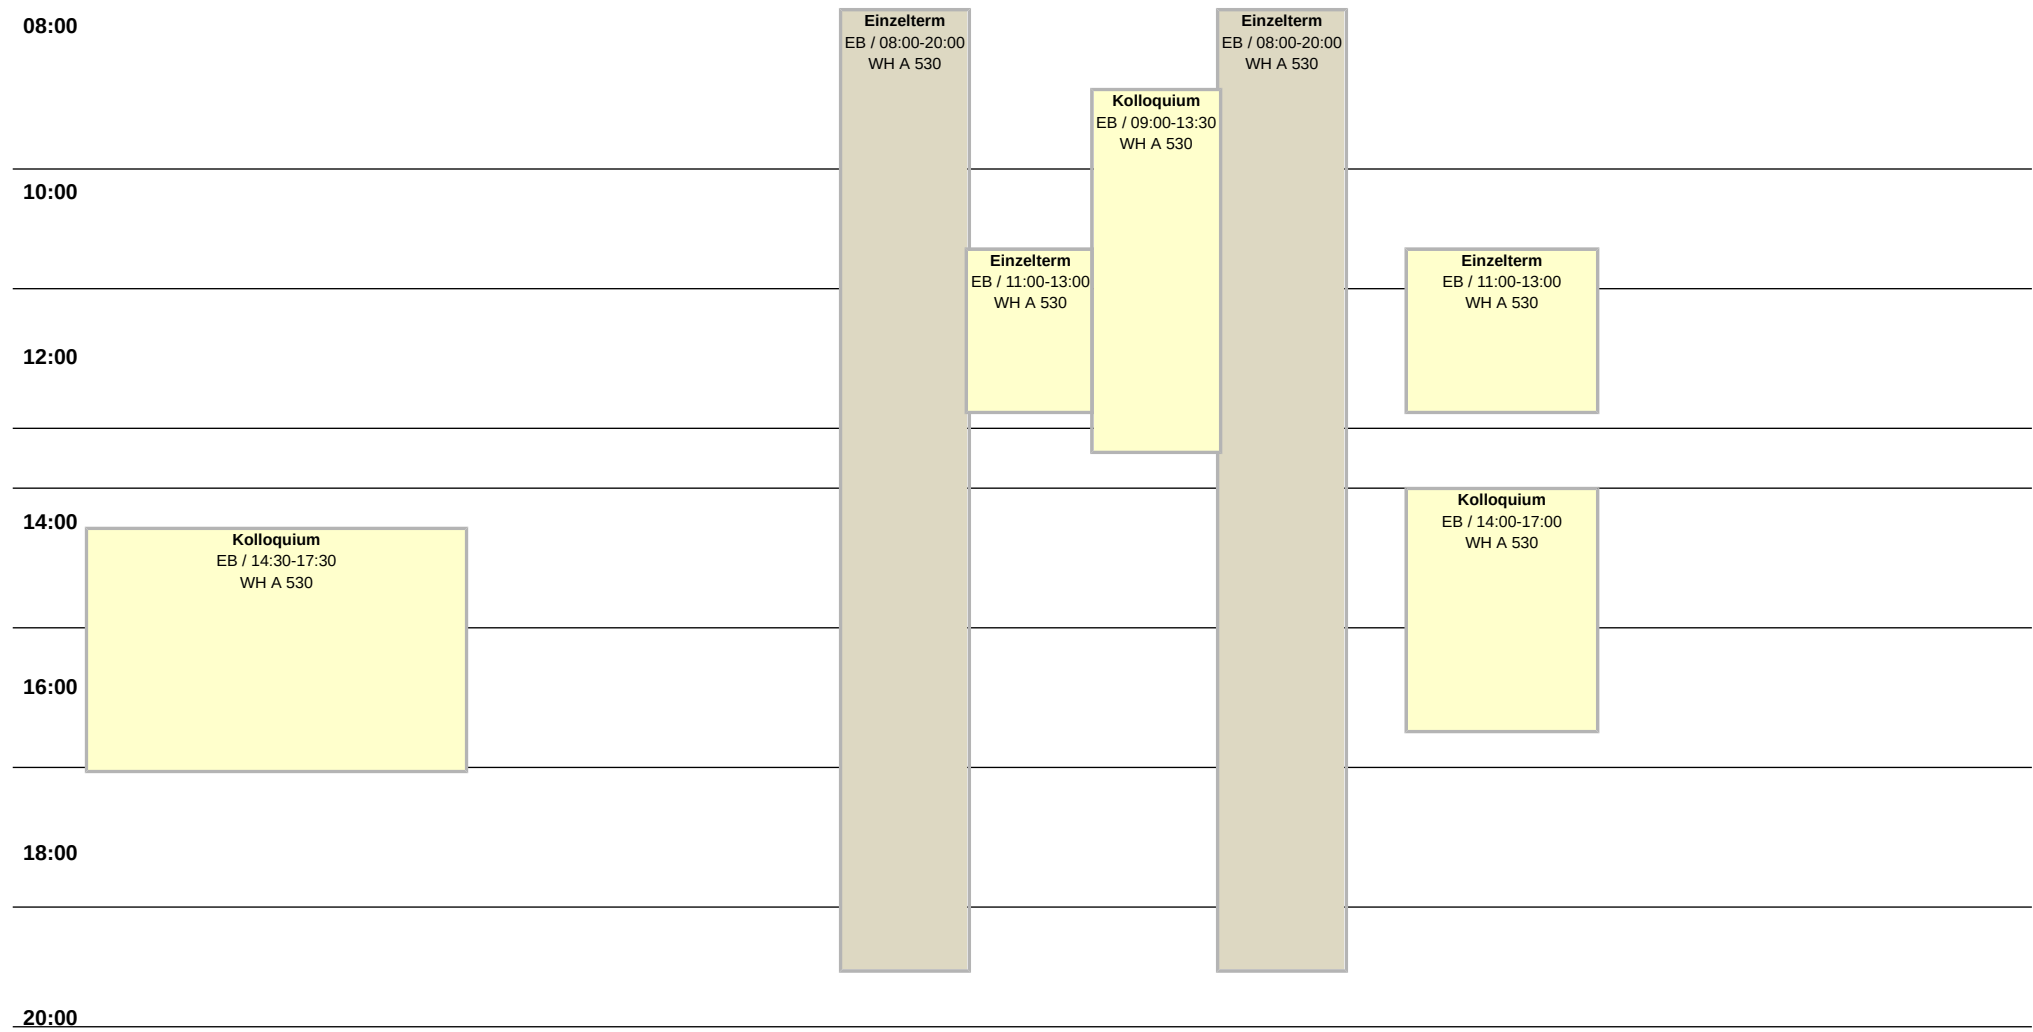 08:00
10:00
12:00
14:00
16:00
18:00
20:00
Kolloquium
EB / 14:30-17:30
WH A 530
Einzelterm
EB / 08:00-20:00
WH A 530
Einzelterm
EB / 11:00-13:00
WH A 530
Kolloquium
EB / 09:00-13:30
WH A 530
Einzelterm
EB / 08:00-20:00
WH A 530
Einzelterm
EB / 11:00-13:00
WH A 530
Kolloquium
EB / 14:00-17:00
WH A 530